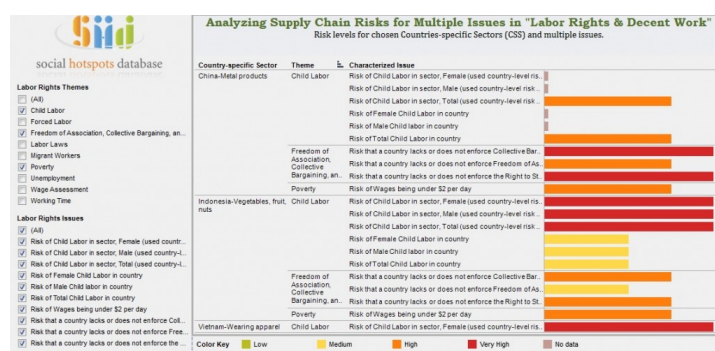 Siid
social hotspots database
Labor Rights Themes
(All)
Child Labor
Forced Labor
Freedom of Association, Collective Bargaining, an...
Labor Laws
Migrant Workers
Poverty
Unemployment
Wage Assessment
Working Time
Labor Rights Issues
(All)
Risk of Child Labor in sector, Female (used countr...
Risk of Child Labor in sector, Male (used country-l...
Risk of Child Labor in sector, Total (used country-l...
Risk of Female Child Labor in country
Risk of Male Child labor in country
Risk of Total Child Labor in country
Risk of Wages being under $2 per day
Risk that a country lacks or does not enforce Coll...
Risk that a country lacks or does not enforce Free...
Risk that a country lacks or does not enforce the ...
Analyzing Supply Chain Risks for Multiple Issues in "Labor Rights & Decent Work"
Risk levels for chosen Countries-specific Sectors (CSS) and multiple issues.
Country-specific Sector Theme Characterized Issue
China-Metal products Child Labor Risk of Child Labor in sector, Female (used country-level ris..
Risk of Child Labor in sector, Male (used country-level risk ..
Risk of Child Labor in sector, Total (used country-level risk ..
Risk of Female Child Labor in country
Risk of Male Child labor in country
Risk of Total Child Labor in country
Freedom of Risk that a country lacks or does not enforce Collective Bar..
Association,
Collective Risk that a country lacks or does not enforce Freedom of As..
Bargaining, an.. Risk that a country lacks or does not enforce the Right to St..
Poverty Risk of Wages being under $2 per day
Indonesia-Vegetables, fruit, Child Labor Risk of Child Labor in sector, Female (used country-level ris..
nuts
Risk of Child Labor in sector, Male (used country-level risk ..
Risk of Child Labor in sector, Total (used country-level risk ..
Risk of Female Child Labor in country
Risk of Male Child labor in country
Risk of Total Child Labor in country
Freedom of Risk that a country lacks or does not enforce Collective Bar..
Association,
Collective Risk that a country lacks or does not enforce Freedom of As..
Bargaining, an.. Risk that a country lacks or does not enforce the Right to St..
Poverty Risk of Wages being under $2 per day
Vietnam-Wearing apparel Child Labor Risk of Child Labor in sector, Female (used country-level ris..
Color Key Low Medium High Very High No data